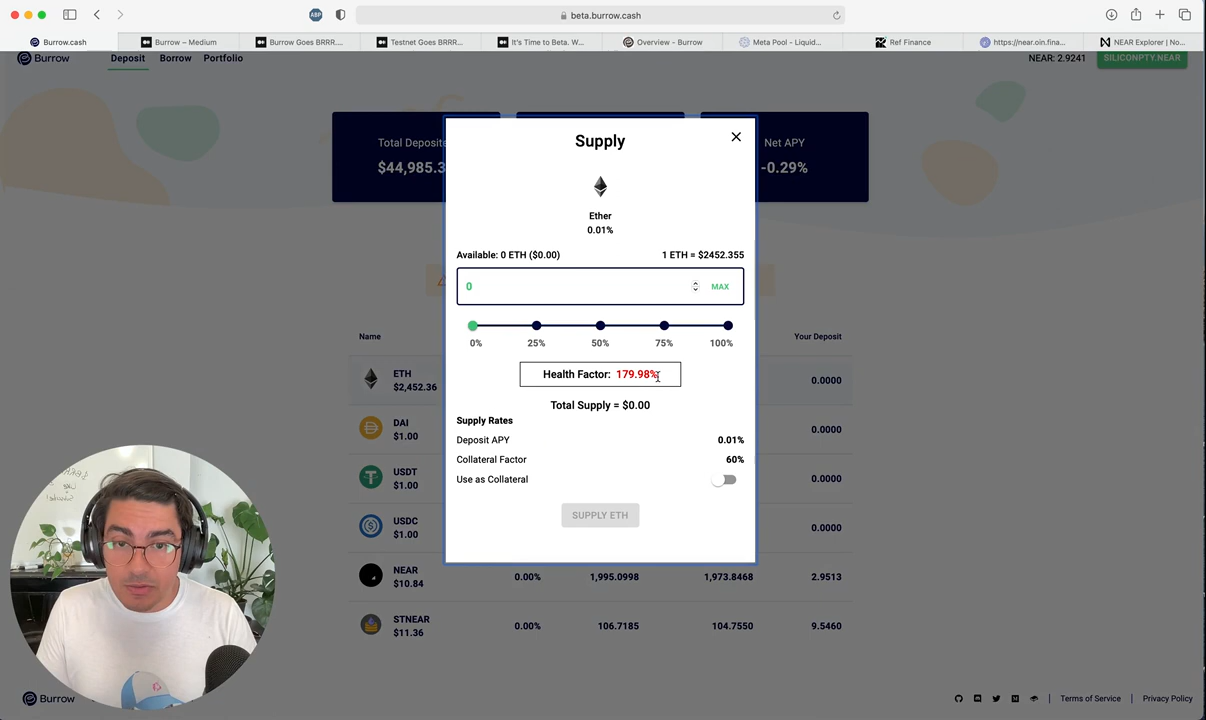 ABP
beta.burrow.cash
Burrow.cash
Burrow – Medium
Burrow Goes BRRR....
Testnet Goes BRRR...
It's Time to Beta. W...
Overview - Burrow
Meta Pool - Liquid...
Ref Finance
https://near.oin.fina...
NEAR Explorer | No...
Burrow
Deposit
Borrow
Portfolio
NEAR: 2.9241
SILICONPTY.NEAR
Total Deposite
$44,985.3
Net APY
-0.29%
Supply
Ether
0.01%
Available: 0 ETH ($0.00)
1 ETH = $2452.355
0
MAX
0%
25%
50%
75%
100%
Health Factor: 179.98%
Total Supply = $0.00
Supply Rates
Deposit APY
0.01%
Collateral Factor
60%
Use as Collateral
SUPPLY ETH
Name
Your Deposit
ETH
$2,452.36
0.0000
DAI
$1.00
0.0000
USDT
$1.00
0.0000
USDC
$1.00
0.0000
NEAR
$10.84
0.00%
1,995.0998
1,973.8468
2.9513
STNEAR
$11.36
0.00%
106.7185
104.7550
9.5460
Burrow
Terms of Service
Privacy Policy